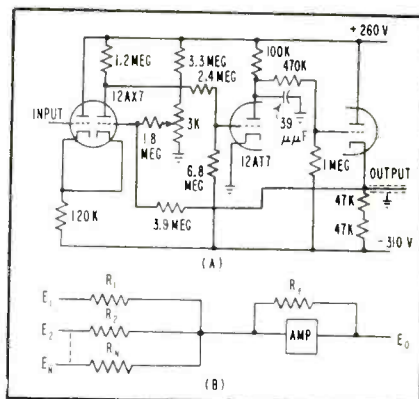 +260 V
100K
1.2 MEG
3.3 MEG
470K
2.4 MEG
12AX7
INPUT
1.8
MEG
3K
39
μμF
12AT7
1 MEG
OUTPUT
6.8
MEG
120K
3.9 MEG
47K
47K
-310 V
(A)
E1
R1
Rf
E2
R2
AMP
EO
EN
RN
(B)